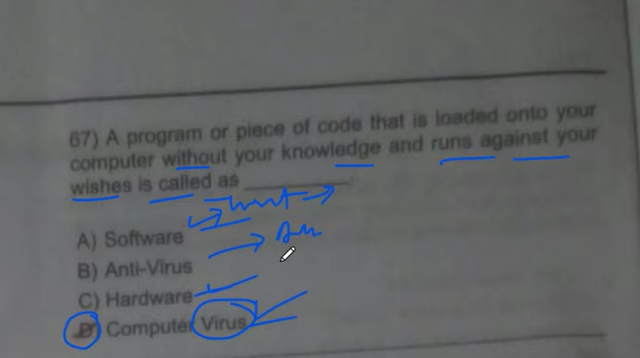 67) A program or piece of code that is loaded onto your
computer without your knowledge and runs against your
wishes is called as ________.
A) Software
B) Anti-Virus
C) Hardware
D) Computer Virus